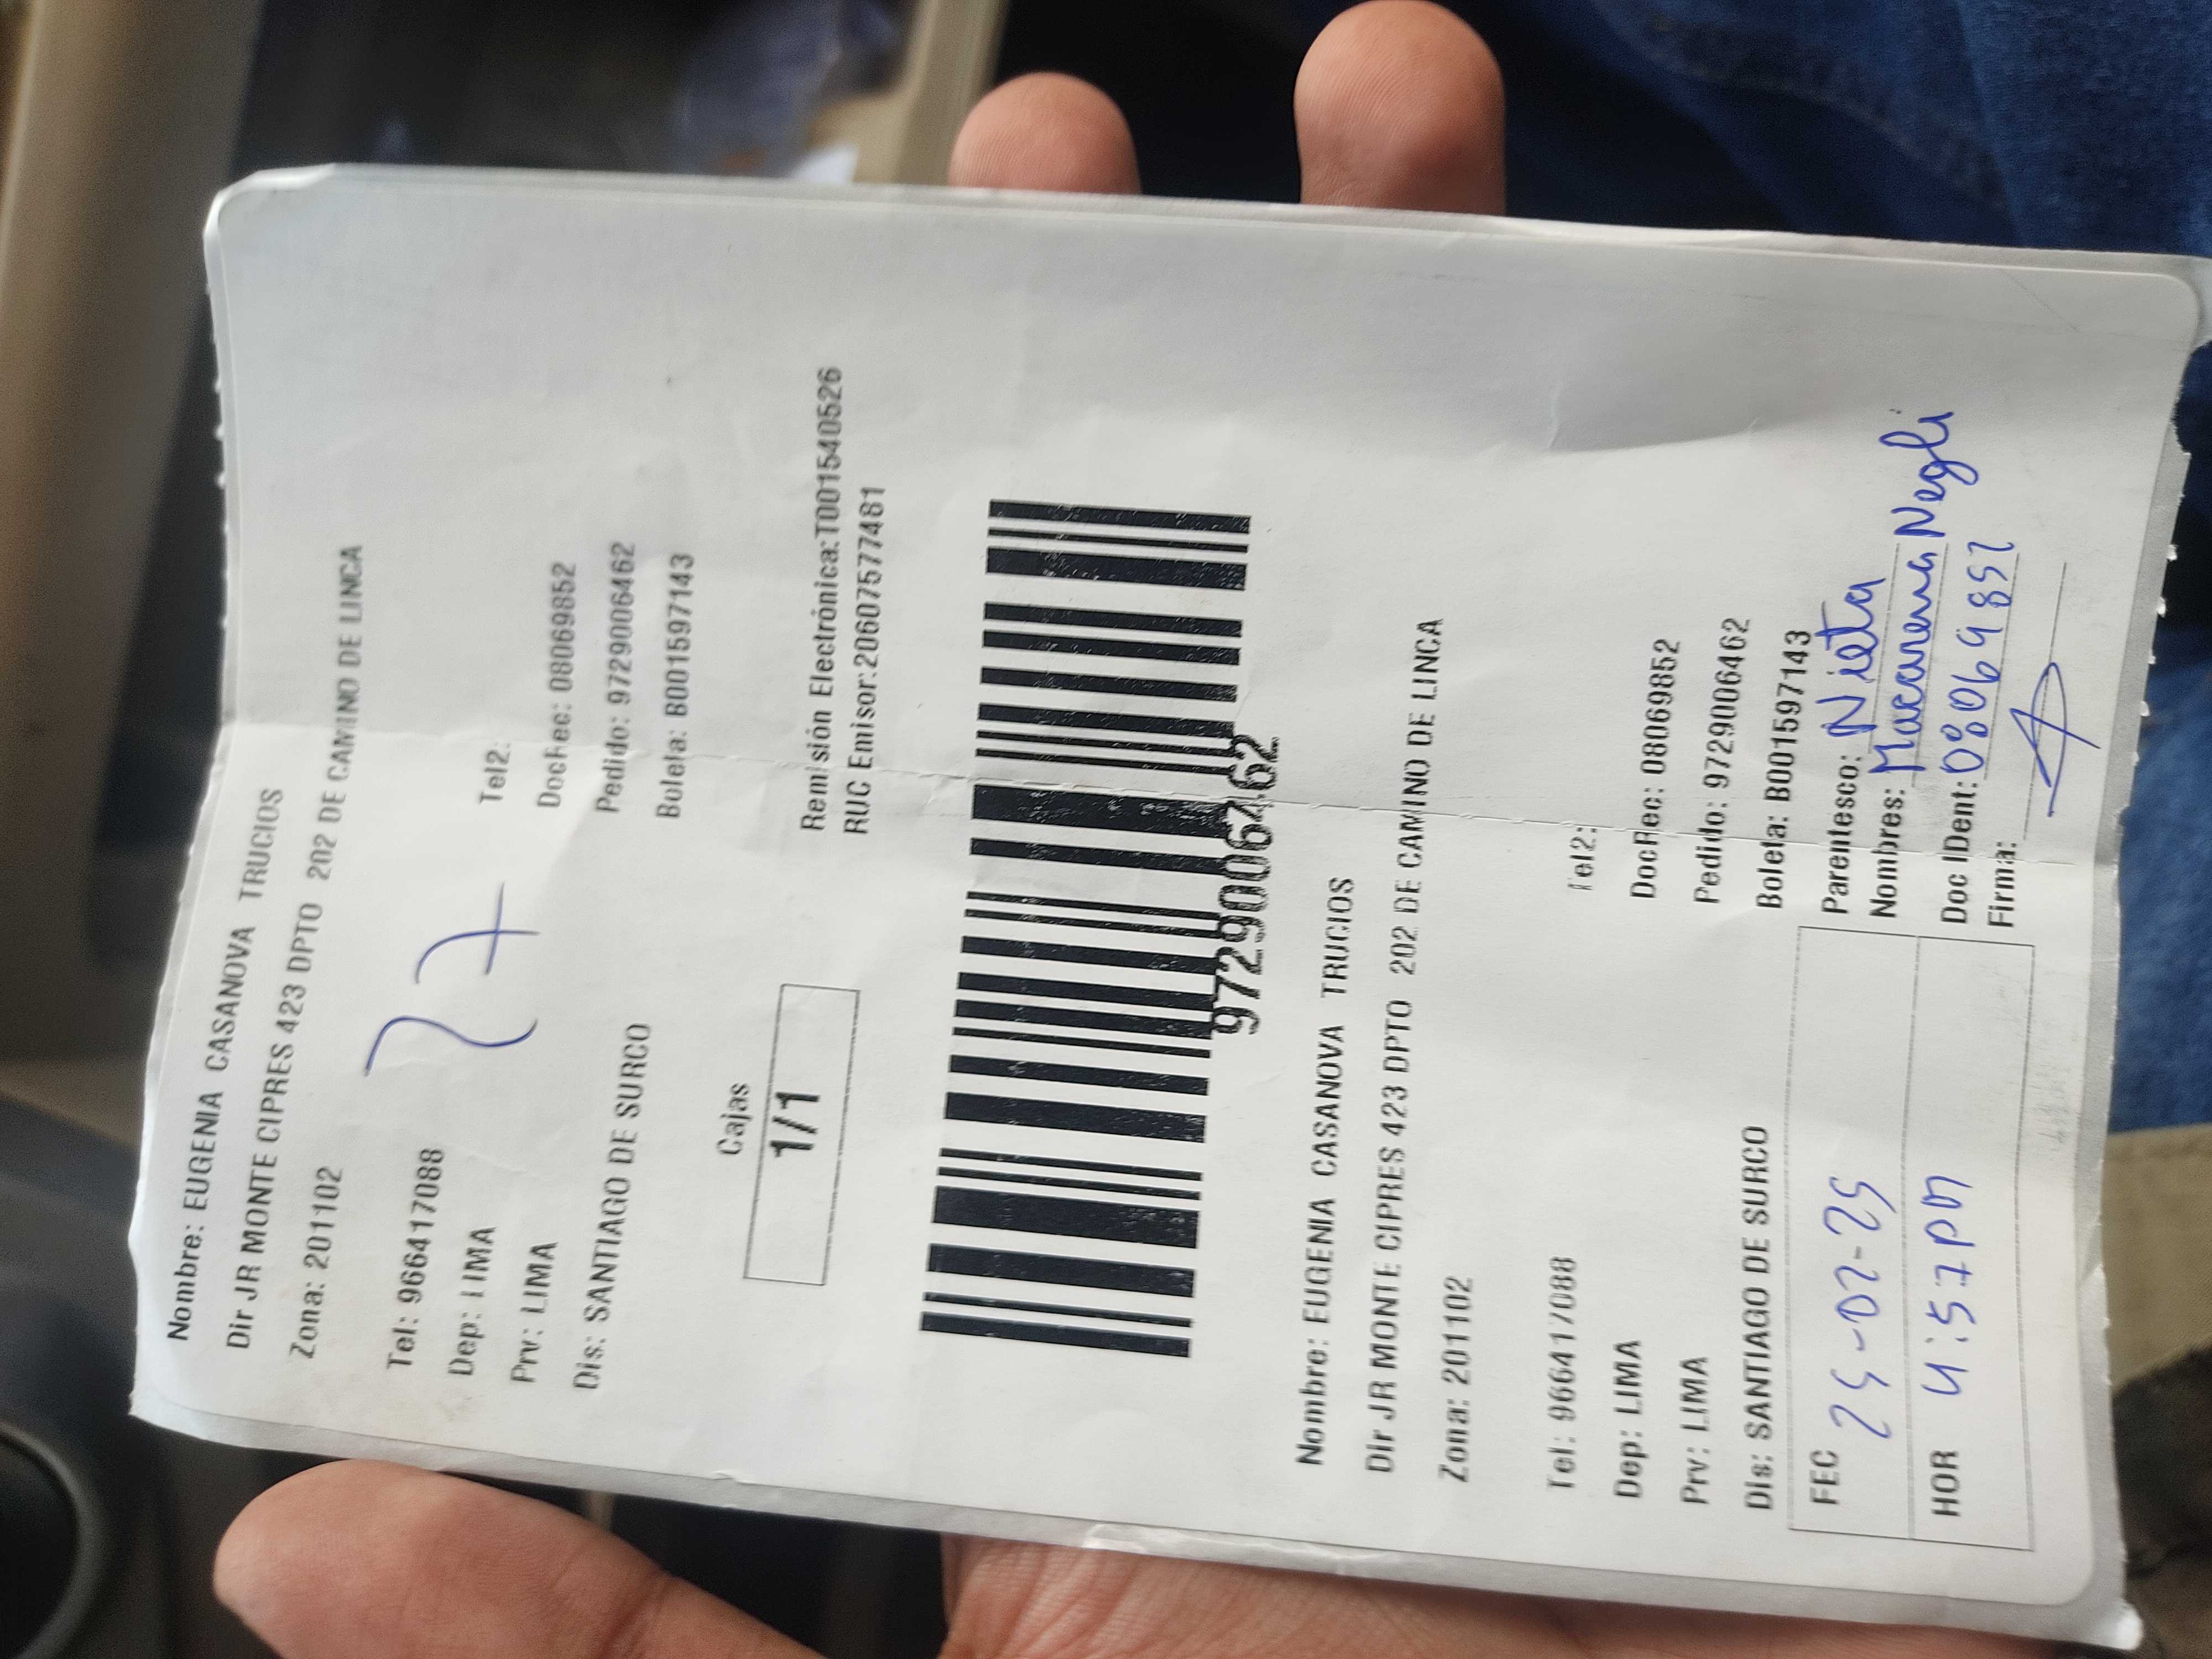 Nombre: EUGENIA CASANOVA TRUCIOS
Dir JR MONTE CIPRES 423 DPTO 202 DE CAMINO DE LINCA
Zona: 201102
27
Tel: 966417088 Tel2:
Dep: LIMA DocRec: 08069852
Prv: LIMA Pedido: 9729006462
Dis: SANTIAGO DE SURCO Boleta: B001597143
Cajas
1/1
Remisión Electrónica:T001540526
RUC Emisor:20607577481
9729006462
Nombre: EUGENIA CASANOVA TRUCIOS
Dir JR MONTE CIPRES 423 DPTO 202 DE CAMINO DE LINCA
Zona: 201102
Tel: 966417088 Tel2:
Dep: LIMA DocRec: 08069852
Prv: LIMA Pedido: 9729006462
Dis: SANTIAGO DE SURCO Boleta: B001597143
FEC 25-02-25 Parentesco: Nieta
Nombres: Macarena Negli
HOR 4:57pm Doc IDent: 08069852
Firma: